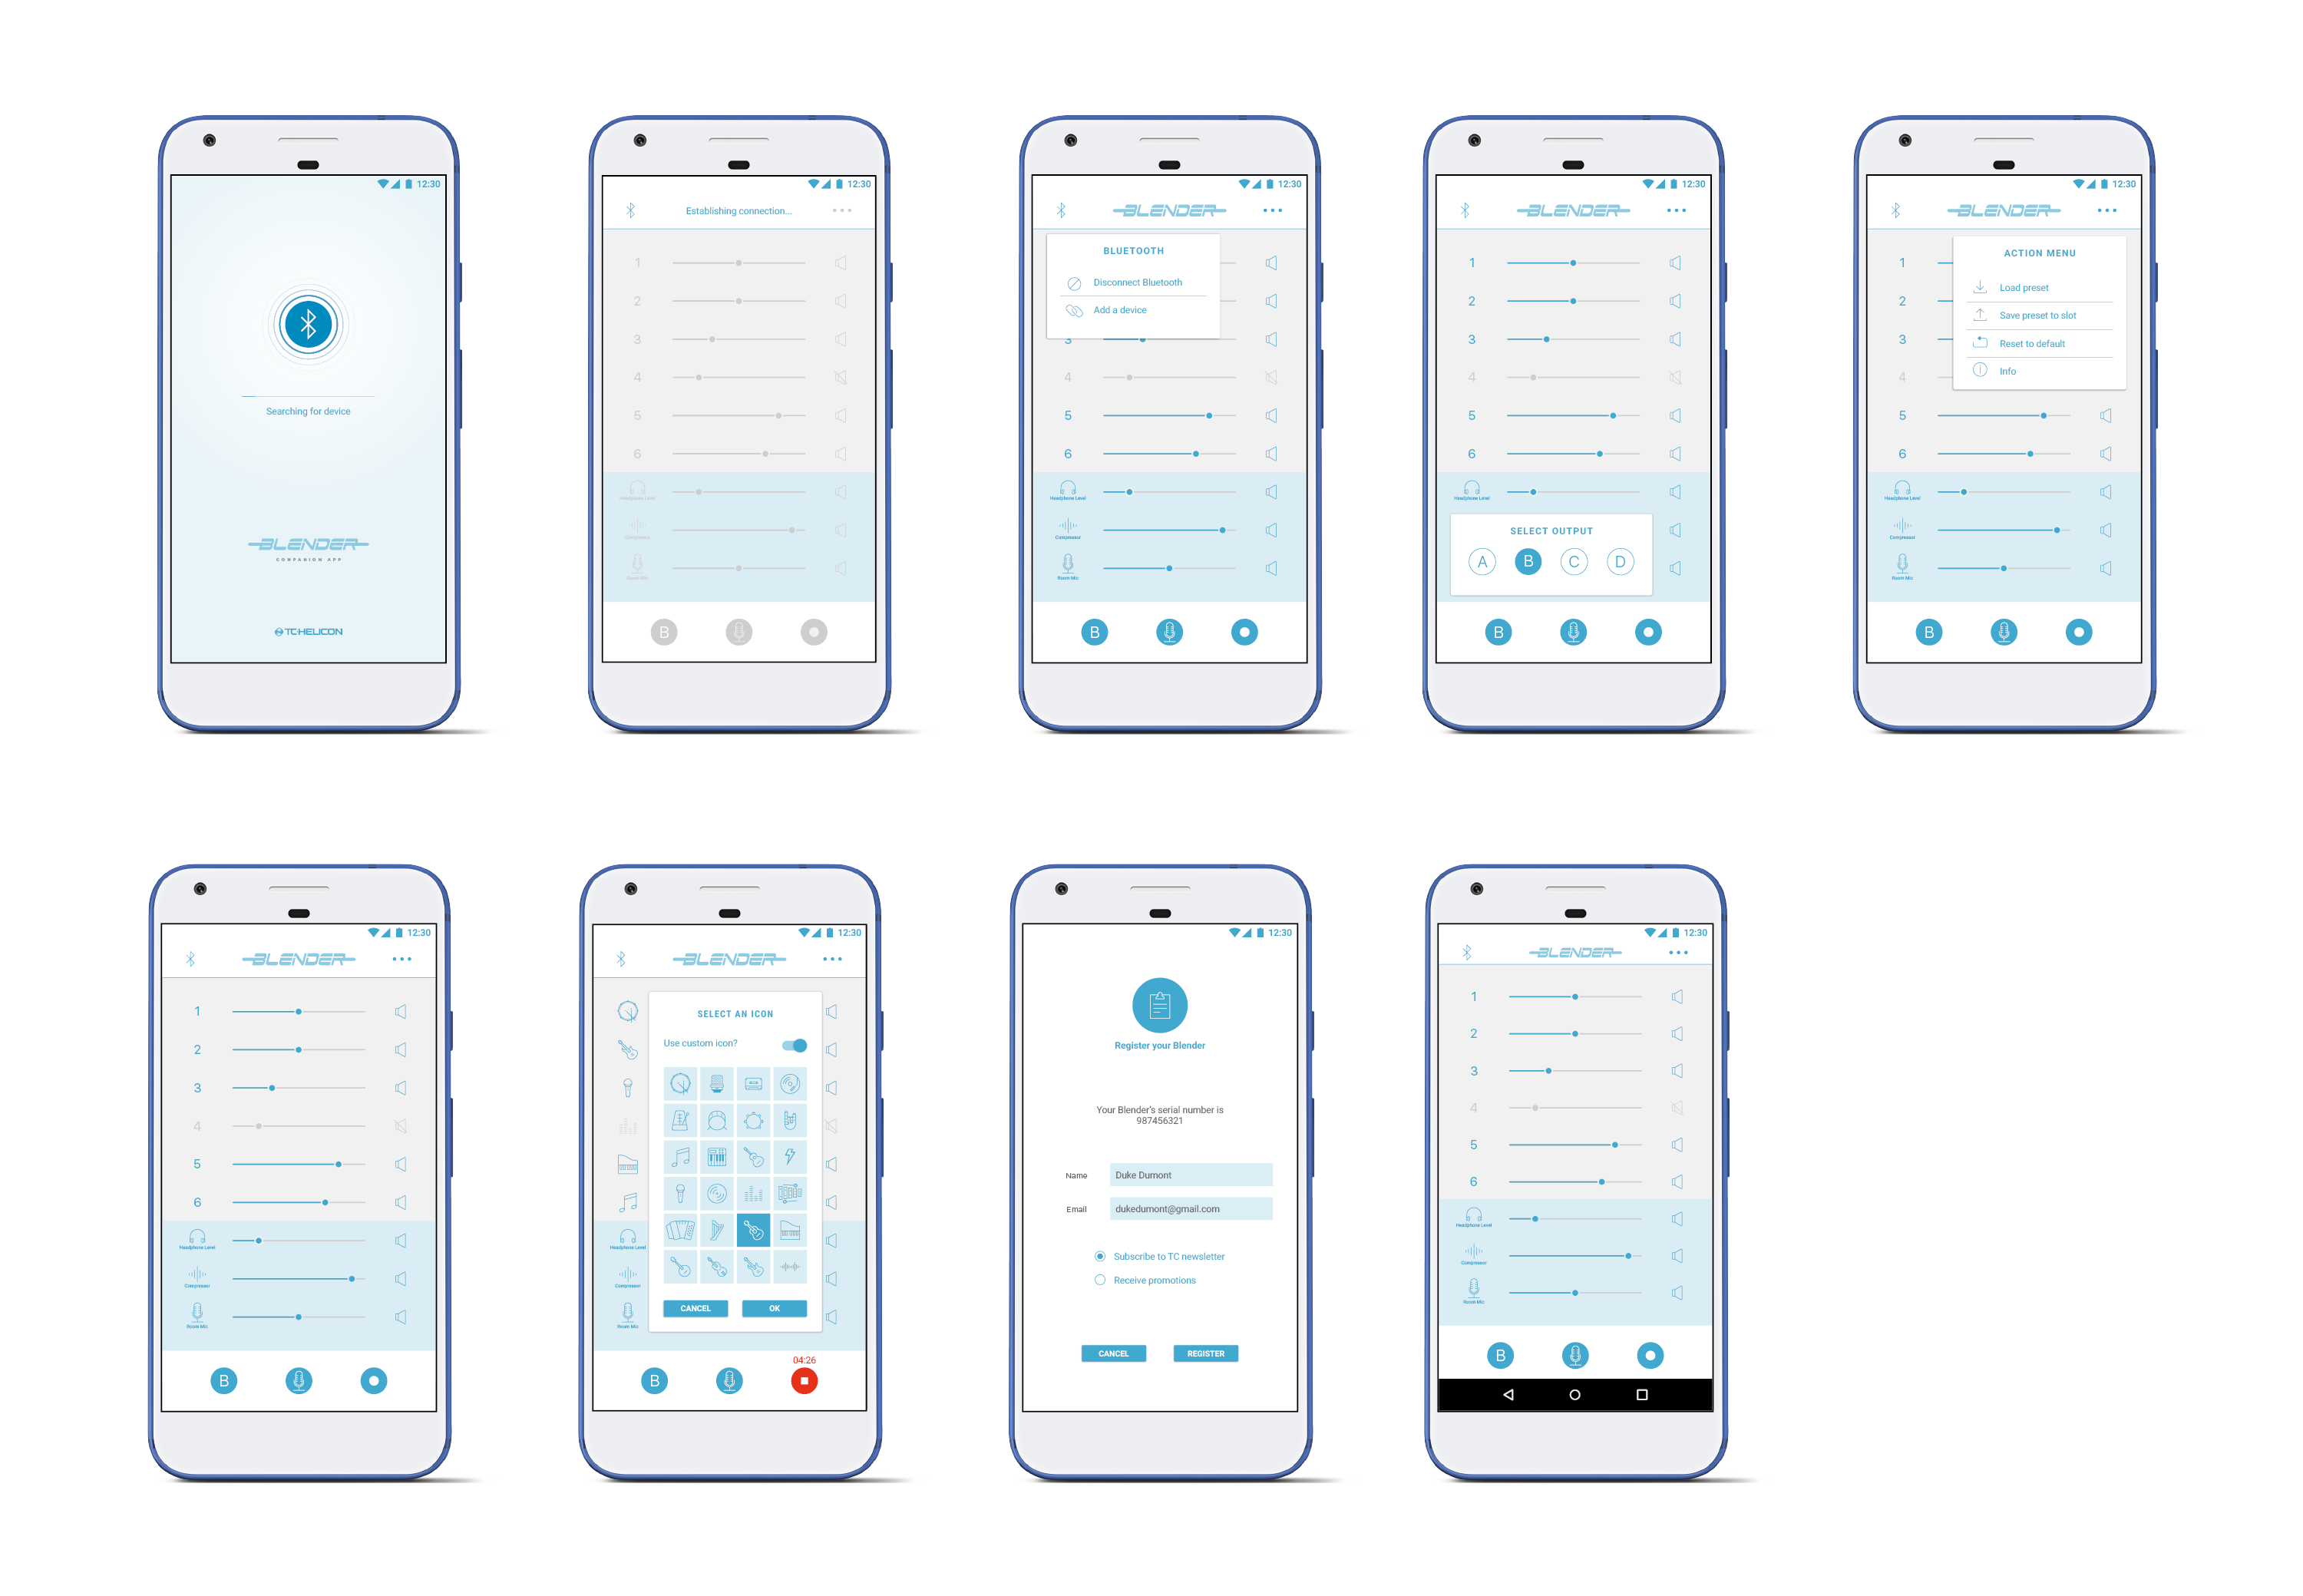 12:30
Searching for device
BLENDER
COMPANION APP
TC HELICON
12:30
Establishing connection...
1
2
3
4
5
6
Headphone Level
Compressor
Room Mic
B
12:30
BLENDER
BLUETOOTH
Disconnect Bluetooth
Add a device
3
4
5
6
Headphone Level
Compressor
Room Mic
B
12:30
BLENDER
1
2
3
4
5
6
Headphone Level
SELECT OUTPUT
A B C D
B
12:30
BLENDER
ACTION MENU
1
Load preset
2
Save preset to slot
3
Reset to default
4
Info
5
6
Headphone Level
Compressor
Room Mic
B
12:30
BLENDER
1
2
3
4
5
6
Headphone Level
Compressor
Room Mic
B
12:30
BLENDER
SELECT AN ICON
Use custom icon?
Headphone Level
Compressor
Room Mic
CANCEL OK
04:26
B
12:30
Register your Blender
Your Blender's serial number is
987456321
Name Duke Dumont
Email dukedumont@gmail.com
Subscribe to TC newsletter
Receive promotions
CANCEL REGISTER
12:30
BLENDER
1
2
3
4
5
6
Headphone Level
Compressor
Room Mic
B